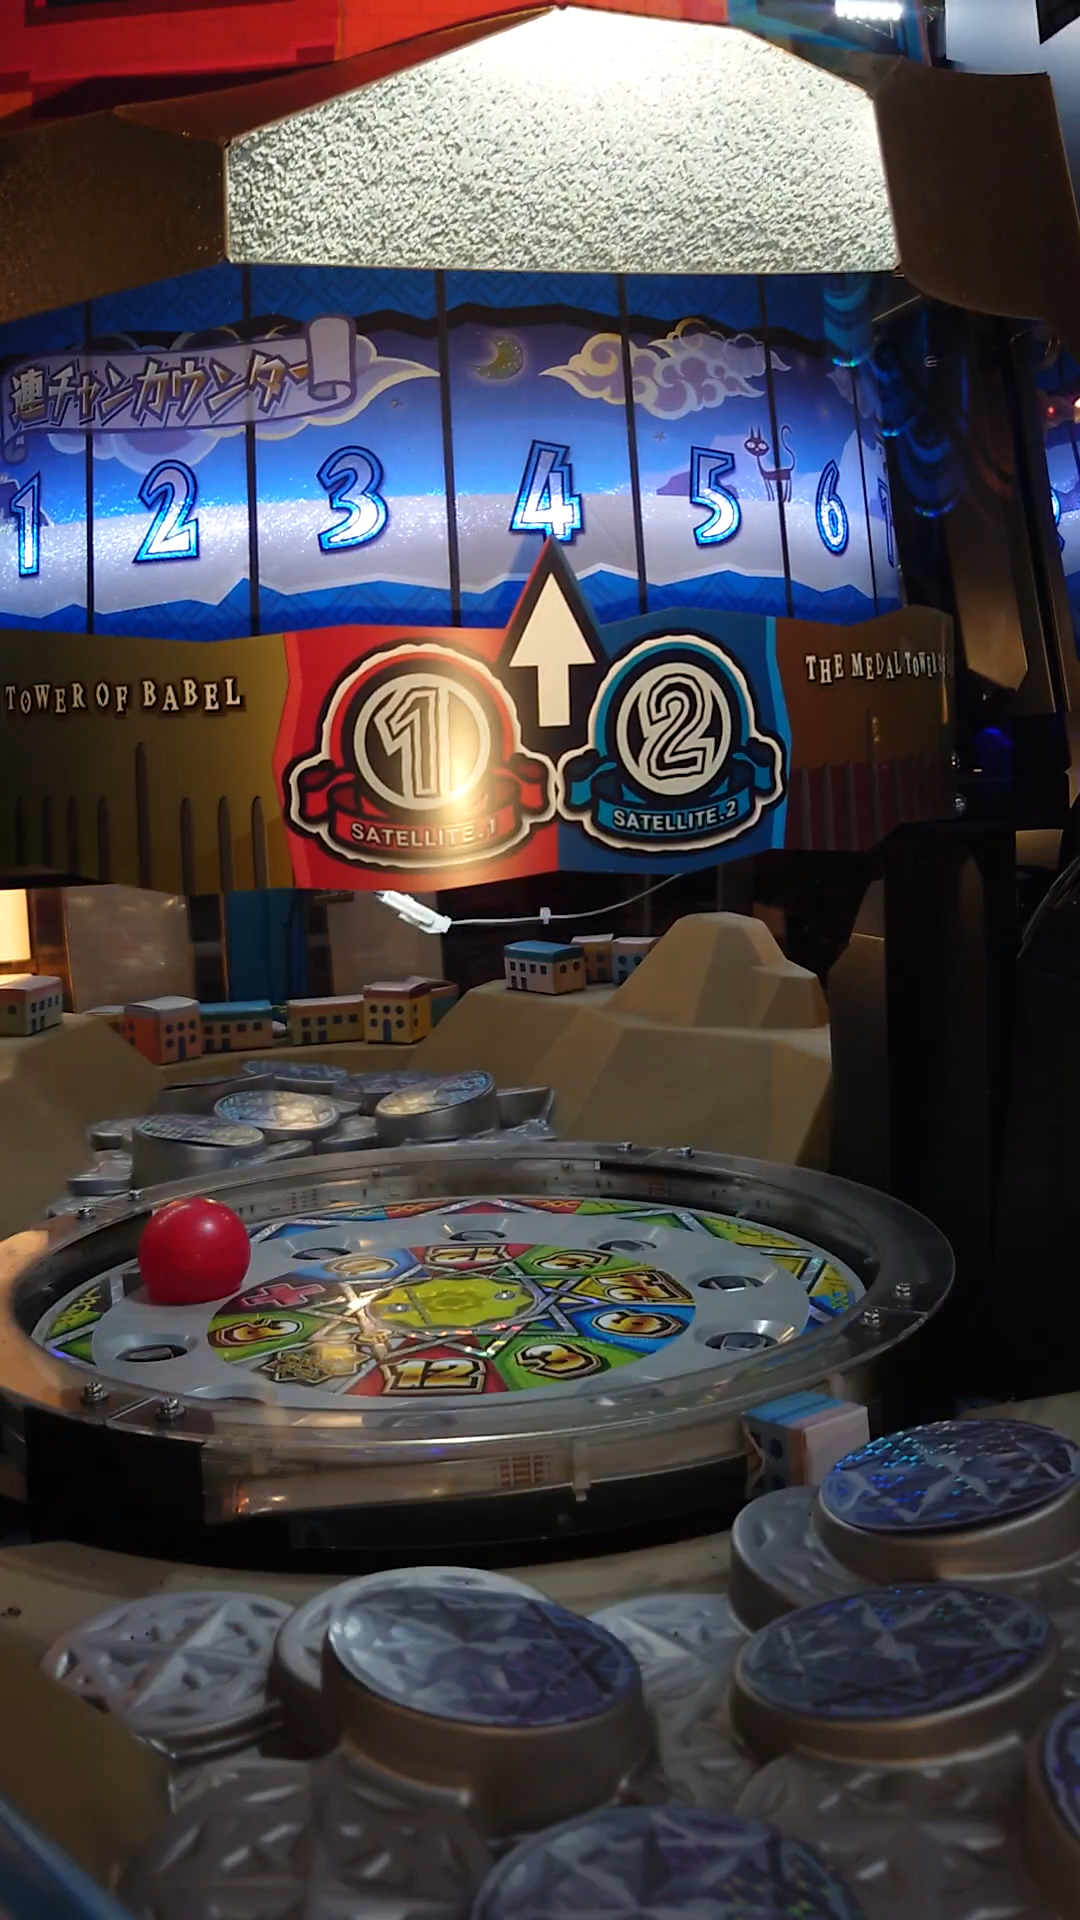 連チャンカウンター
1 2 3 4 5 6
TOWER OF BABEL
THE MEDAL TOWER
1 2
SATELLITE.1 SATELLITE.2
12
12 3